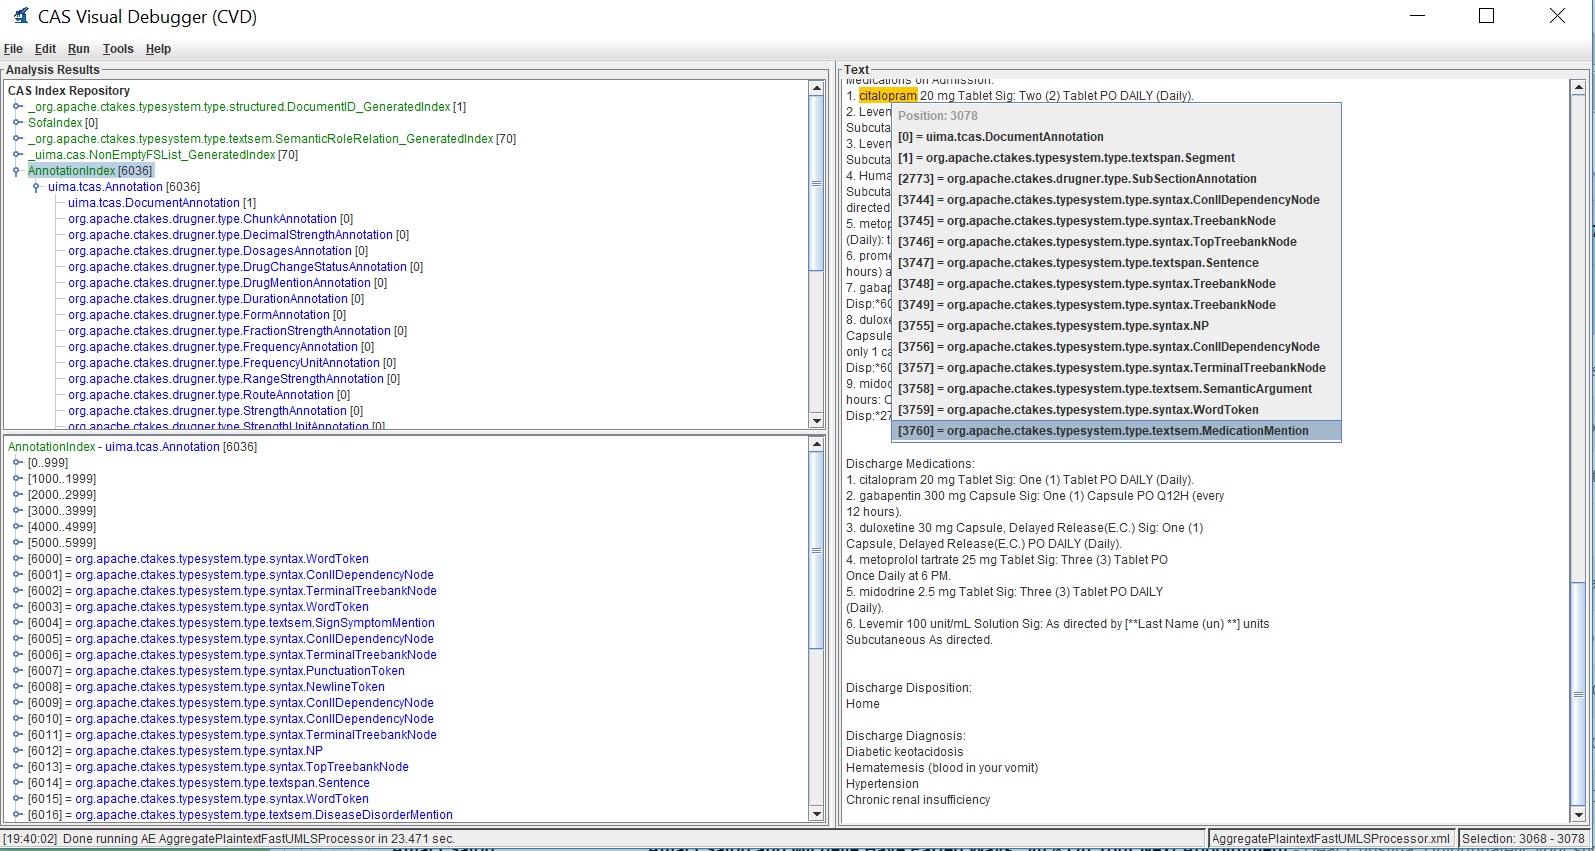 CAS Visual Debugger (CVD)
File Edit Run Tools Help
Analysis Results
CAS Index Repository
_org.apache.ctakes.typesystem.type.structured.DocumentID_GeneratedIndex [1]
SofaIndex [0]
_org.apache.ctakes.typesystem.type.textsem.SemanticRoleRelation_GeneratedIndex [70]
_uima.cas.NonEmptyFSList_GeneratedIndex [70]
AnnotationIndex [6036]
uima.tcas.Annotation [6036]
uima.tcas.DocumentAnnotation [1]
org.apache.ctakes.drugner.type.ChunkAnnotation [0]
org.apache.ctakes.drugner.type.DecimalStrengthAnnotation [0]
org.apache.ctakes.drugner.type.DosagesAnnotation [0]
org.apache.ctakes.drugner.type.DrugChangeStatusAnnotation [0]
org.apache.ctakes.drugner.type.DrugMentionAnnotation [0]
org.apache.ctakes.drugner.type.DurationAnnotation [0]
org.apache.ctakes.drugner.type.FormAnnotation [0]
org.apache.ctakes.drugner.type.FractionStrengthAnnotation [0]
org.apache.ctakes.drugner.type.FrequencyAnnotation [0]
org.apache.ctakes.drugner.type.FrequencyUnitAnnotation [0]
org.apache.ctakes.drugner.type.RangeStrengthAnnotation [0]
org.apache.ctakes.drugner.type.RouteAnnotation [0]
org.apache.ctakes.drugner.type.StrengthAnnotation [0]
org.apache.ctakes.drugner.type.StrengthUnitAnnotation [0]
AnnotationIndex - uima.tcas.Annotation [6036]
[0..999]
[1000..1999]
[2000..2999]
[3000..3999]
[4000..4999]
[5000..5999]
[6000] = org.apache.ctakes.typesystem.type.syntax.WordToken
[6001] = org.apache.ctakes.typesystem.type.syntax.ConllDependencyNode
[6002] = org.apache.ctakes.typesystem.type.syntax.TerminalTreebankNode
[6003] = org.apache.ctakes.typesystem.type.syntax.WordToken
[6004] = org.apache.ctakes.typesystem.type.textsem.SignSymptomMention
[6005] = org.apache.ctakes.typesystem.type.syntax.ConllDependencyNode
[6006] = org.apache.ctakes.typesystem.type.syntax.TerminalTreebankNode
[6007] = org.apache.ctakes.typesystem.type.syntax.PunctuationToken
[6008] = org.apache.ctakes.typesystem.type.syntax.NewlineToken
[6009] = org.apache.ctakes.typesystem.type.syntax.ConllDependencyNode
[6010] = org.apache.ctakes.typesystem.type.syntax.ConllDependencyNode
[6011] = org.apache.ctakes.typesystem.type.syntax.TerminalTreebankNode
[6012] = org.apache.ctakes.typesystem.type.syntax.NP
[6013] = org.apache.ctakes.typesystem.type.syntax.TopTreebankNode
[6014] = org.apache.ctakes.typesystem.type.textspan.Sentence
[6015] = org.apache.ctakes.typesystem.type.syntax.WordToken
[6016] = org.apache.ctakes.typesystem.type.textsem.DiseaseDisorderMention
Text
Medications on Admission:
1. citalopram 20 mg Tablet Sig: Two (2) Tablet PO DAILY (Daily).
2. Levem
Subcuta
3. Leven
Subcuta
4. Huma
Subcuta
directed
5. metop
(Daily): t
6. prome
hours) a
7. gabap
Disp:*60
8. duloxe
Capsule
only 1 ca
Disp:*60
9. midod
hours: O
Disp:*27
Position: 3078
[0] = uima.tcas.DocumentAnnotation
[1] = org.apache.ctakes.typesystem.type.textspan.Segment
[2773] = org.apache.ctakes.drugner.type.SubSectionAnnotation
[3744] = org.apache.ctakes.typesystem.type.syntax.ConllDependencyNode
[3745] = org.apache.ctakes.typesystem.type.syntax.TreebankNode
[3746] = org.apache.ctakes.typesystem.type.syntax.TopTreebankNode
[3747] = org.apache.ctakes.typesystem.type.textspan.Sentence
[3748] = org.apache.ctakes.typesystem.type.syntax.TreebankNode
[3749] = org.apache.ctakes.typesystem.type.syntax.TreebankNode
[3755] = org.apache.ctakes.typesystem.type.syntax.NP
[3756] = org.apache.ctakes.typesystem.type.syntax.ConllDependencyNode
[3757] = org.apache.ctakes.typesystem.type.syntax.TerminalTreebankNode
[3758] = org.apache.ctakes.typesystem.type.textsem.SemanticArgument
[3759] = org.apache.ctakes.typesystem.type.syntax.WordToken
[3760] = org.apache.ctakes.typesystem.type.textsem.MedicationMention
Discharge Medications:
1. citalopram 20 mg Tablet Sig: One (1) Tablet PO DAILY (Daily).
2. gabapentin 300 mg Capsule Sig: One (1) Capsule PO Q12H (every
12 hours).
3. duloxetine 30 mg Capsule, Delayed Release(E.C.) Sig: One (1)
Capsule, Delayed Release(E.C.) PO DAILY (Daily).
4. metoprolol tartrate 25 mg Tablet Sig: Three (3) Tablet PO
Once Daily at 6 PM.
5. midodrine 2.5 mg Tablet Sig: Three (3) Tablet PO DAILY
(Daily).
6. Levemir 100 unit/mL Solution Sig: As directed by [**Last Name (un) **] units
Subcutaneous As directed.
Discharge Disposition:
Home
Discharge Diagnosis:
Diabetic keotacidosis
Hematemesis (blood in your vomit)
Hypertension
Chronic renal insufficiency
[19:40:02] Done running AE AggregatePlaintextFastUMLSProcessor in 23.471 sec.
AggregatePlaintextFastUMLSProcessor.xml
Selection: 3068 - 3078